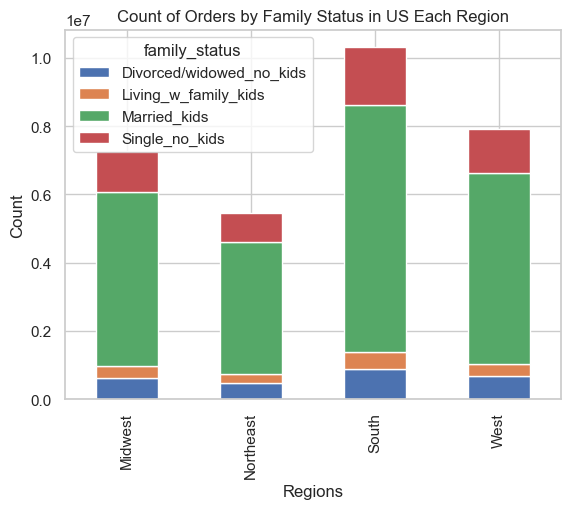 Count of Orders by Family Status in US Each Region
1e7
family_status
Divorced/widowed_no_kids
Living_w_family_kids
Married_kids
Single_no_kids
1.0
0.8
0.6
0.4
0.2
0.0
Count
Midwest
Northeast
South
West
Regions